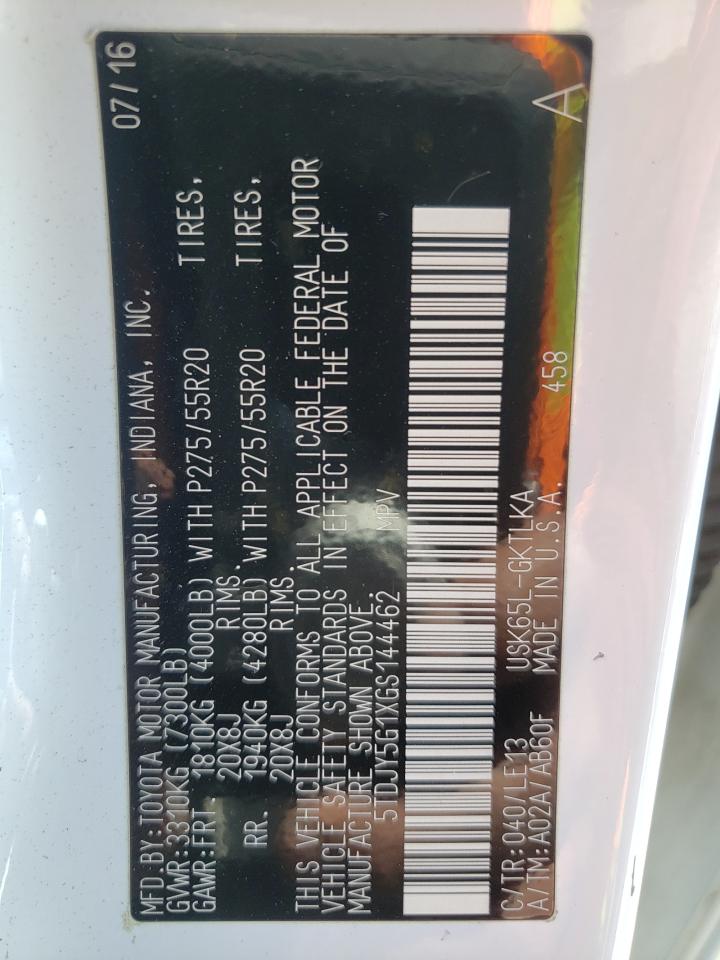 MFD.BY:TOYOTA MOTOR MANUFACTURING, INDIANA, INC. 07/16
GVWR:3310KG (7300LB)
GAWR:FRT 1810KG (4000LB) WITH P275/55R20 TIRES,
20X8J RIMS.
RR. 1940KG (4280LB) WITH P275/55R20 TIRES,
20X8J RIMS.
THIS VEHICLE CONFORMS TO ALL APPLICABLE FEDERAL MOTOR
VEHICLE SAFETY STANDARDS IN EFFECT ON THE DATE OF
MANUFACTURE SHOWN ABOVE.
5TDJY5G1XGS144462 MPV
C/TR:040/LE13 USK65L-GKTLKA
A/TM:A02A/AB60F MADE IN U.S.A. 458 A